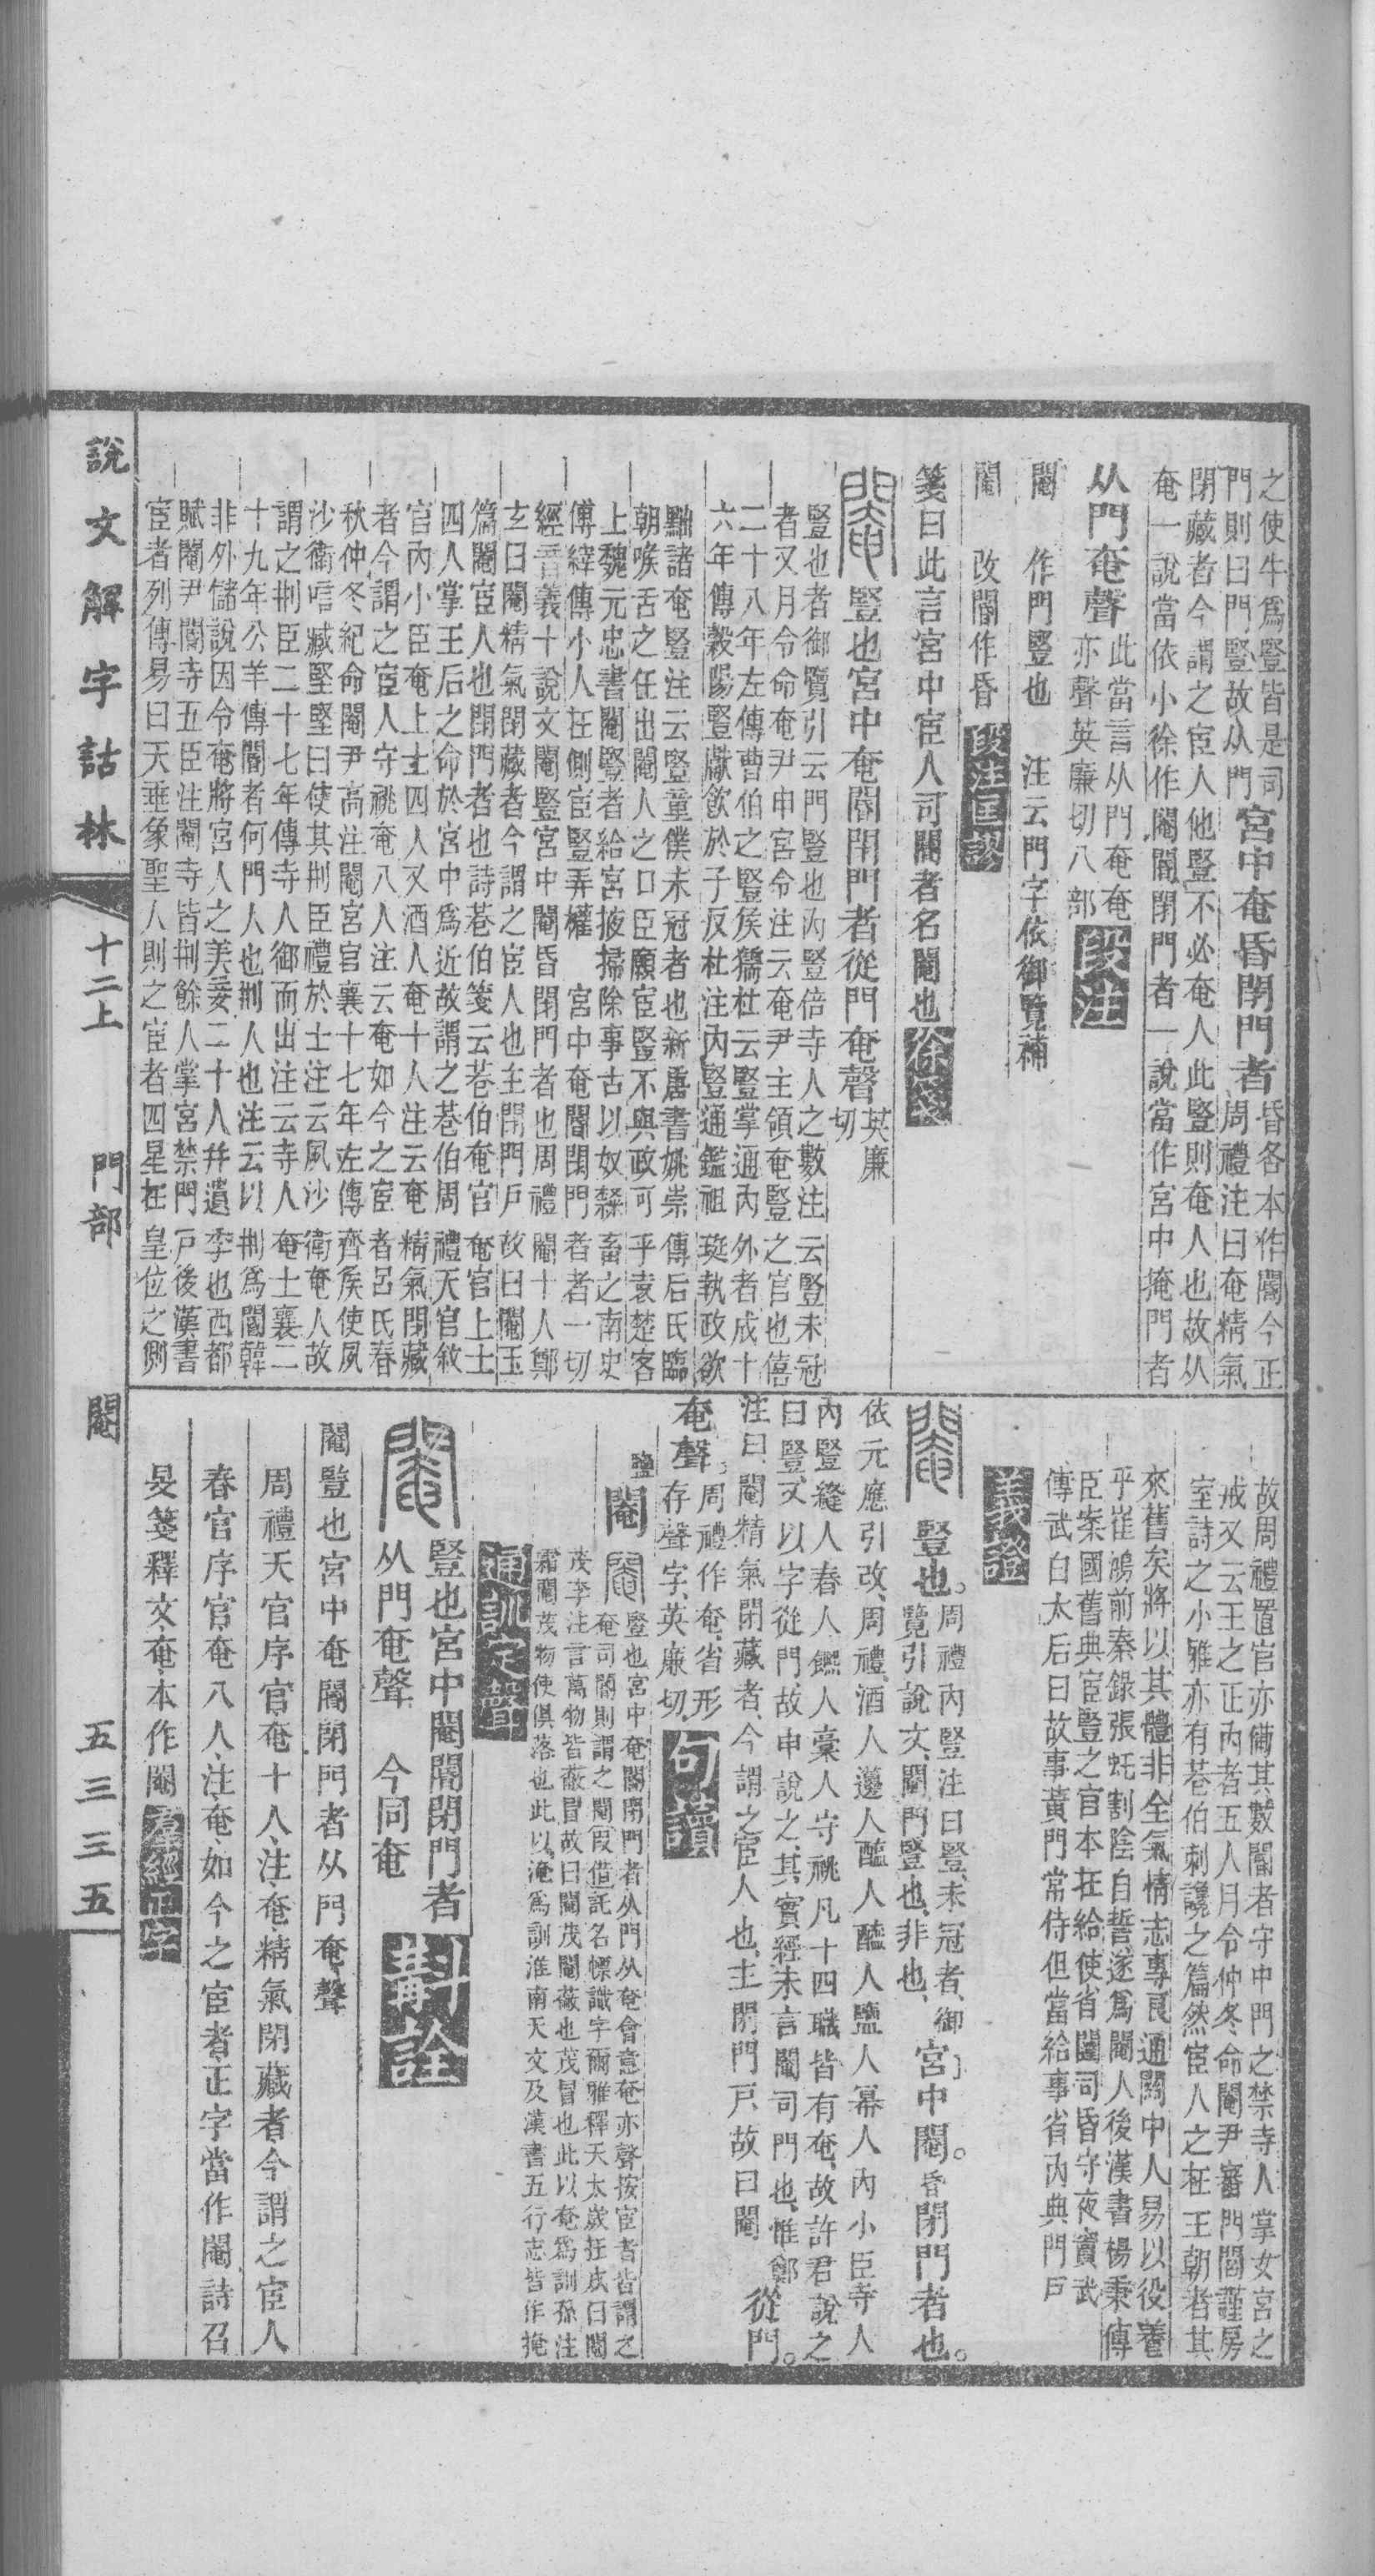 之使牛爲豎皆是司
門則曰門豎故从門宮中奄昏閉門者昏各本作閽今正
周禮注曰奄精氣
閉藏者今謂之宦人他豎不必奄人此豎則奄人也故从
奄一說當依小徐作閹閽閉門者一說當作宮中掩門者
从門奄聲此當言从門奄奄
亦聲英廉切八部段注
閹 作門豎也 注云門字依御覽補
閽 改閽作昏 段注匡謬
箋曰此言宮中宦人司閽者名閹也徐箋
閹豎也宮中奄閽閉門者從門奄聲英廉
切
豎也者御覽引云門豎也內豎倍寺人之數注云豎未冠
者又月令命奄尹申宮令注云奄尹主領奄豎之官也僖
二十八年左傳曹伯之豎侯獳杜云豎掌通內外者成十
六年傳穀陽豎獻飲於子反杜注內豎通鑑祖珽執政欲
黜諸奄豎注云豎童僕未冠者也新唐書姚崇傳后氏臨
朝喉舌之任出閹人之口臣願宦豎不與政可乎袁楚客
上魏元忠書閹豎者給宮掖掃除事古以奴隸畜之南史
傅縡傳小人在側宦豎弄權 宮中奄閽閉門者者一切
經音義十說文閹豎宮中閹昏閉門者也周禮閹十人鄭
玄曰閹精氣閉藏者今謂之宦人也主閉門戶故曰閹玉
篇閹宦人也閉門者也詩巷伯箋云巷伯奄官奄官上士
四人掌王后之命於宮中爲近故謂之巷伯周禮天官敘
官內小臣奄上士四人又酒人奄十人注云奄精氣閉藏
者今謂之宦人守祧奄八人注云奄如今之宦者呂氏春
秋仲冬紀命閹尹高注閹宮官襄十七年左傳齊侯使夙
沙衛唁臧堅堅曰使其刑臣禮於士注云夙沙衛奄人故
謂之刑臣二十七年傳寺人御而出注云寺人奄士襄二
十九年公羊傳閽者何門人也刑人也注云以刑爲閽韓
非外儲說因令奄將宮人之美妾二十人幷遺李也西都
賦閹尹閽寺五臣注閹寺皆刑餘人掌宮禁門戶後漢書
宦者列傳易曰天垂象聖人則之宦者四星在皇位之側
故周禮置官亦備其數閽者守中門之禁寺人掌女宮之
戒又云王之正內者五人月令仲冬命閹尹審門閭謹房
室詩之小雅亦有巷伯刺讒之篇然宦人之在王朝者其
來舊矣將以其體非全氣情志專良通關中人易以役養
乎崔鴻前秦錄張蚝割陰自誓遂爲閹人後漢書楊秉傳
臣案國舊典宦豎之官本在給使省闥司昏守夜竇武
傳武白太后曰故事黃門常侍但當給事省內典門戶
義證
閹豎也。周禮內豎注曰豎、未冠者、御
覽引說文、閹門豎也、非也、宮中閹。昏閉門者也。
依元應引改、周禮、酒人籩人醢人醯人鹽人冪人內小臣寺人
內豎縫人舂人饎人稾人守祧凡十四職皆有奄、故許君說之
曰豎、又以字從門、故申說之、其實經未言閹司門也、惟鄭
注曰、閹精氣閉藏者、今謂之宦人也、主閉門戶、故曰閹從門。
奄聲。周禮作奄、省形
存聲字、英廉切、句讀
豎閹閹豎也宮中奄閽閉門者、从門从奄會意奄亦聲按宦者皆謂之
奄司閽則謂之閹〔叚借〕託名幖識字爾雅釋天太歲在戌曰閹
茂李注言萬物皆蔽冒故曰閹茂閹蔽也茂冒也此以奄爲訓孫注
霜閹茂物使俱落也此以淹爲訓淮南天文及漢書五行志皆作掩
通訓定聲
閹豎也宮中閹閽閉門者
从門奄聲 今同奄 斠詮
閹豎也宮中奄閽閉門者从門奄聲
周禮天官序官、奄十人、注、奄、精氣閉藏者、今謂之宦人
春官序官奄八人、注、奄、如今之宦者、正字當作閹、詩召
旻箋釋文、奄、本作閹、羣經正字
說文解字詁林 十二上 門部 閹 五三三五